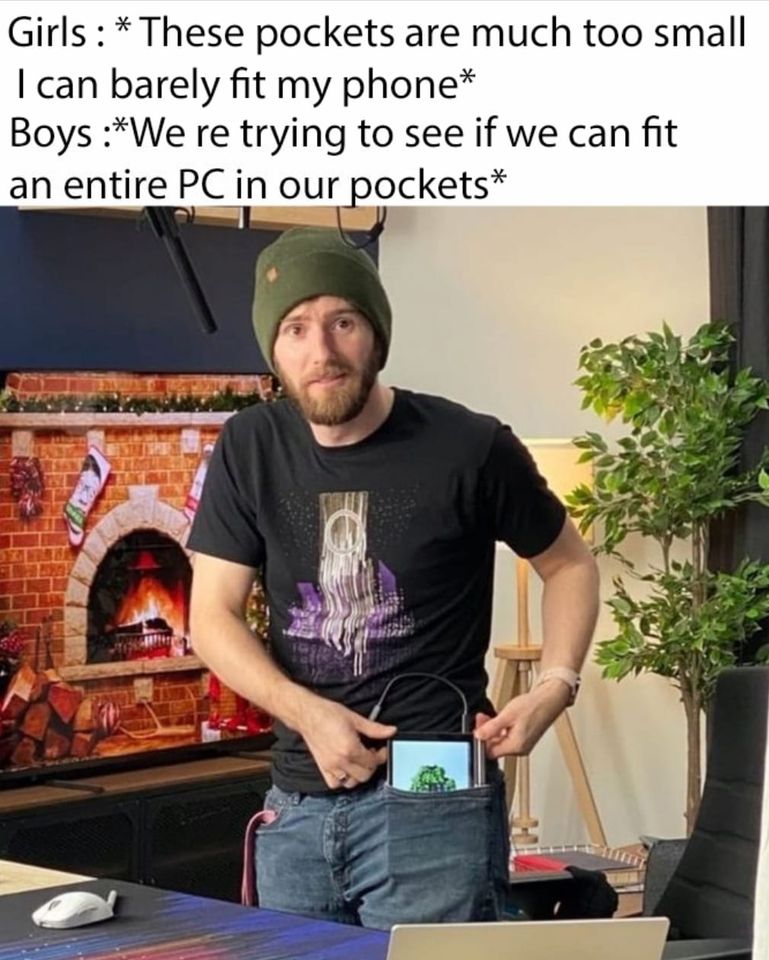 Girls : * These pockets are much too small
I can barely fit my phone*
Boys :*We re trying to see if we can fit
an entire PC in our pockets*